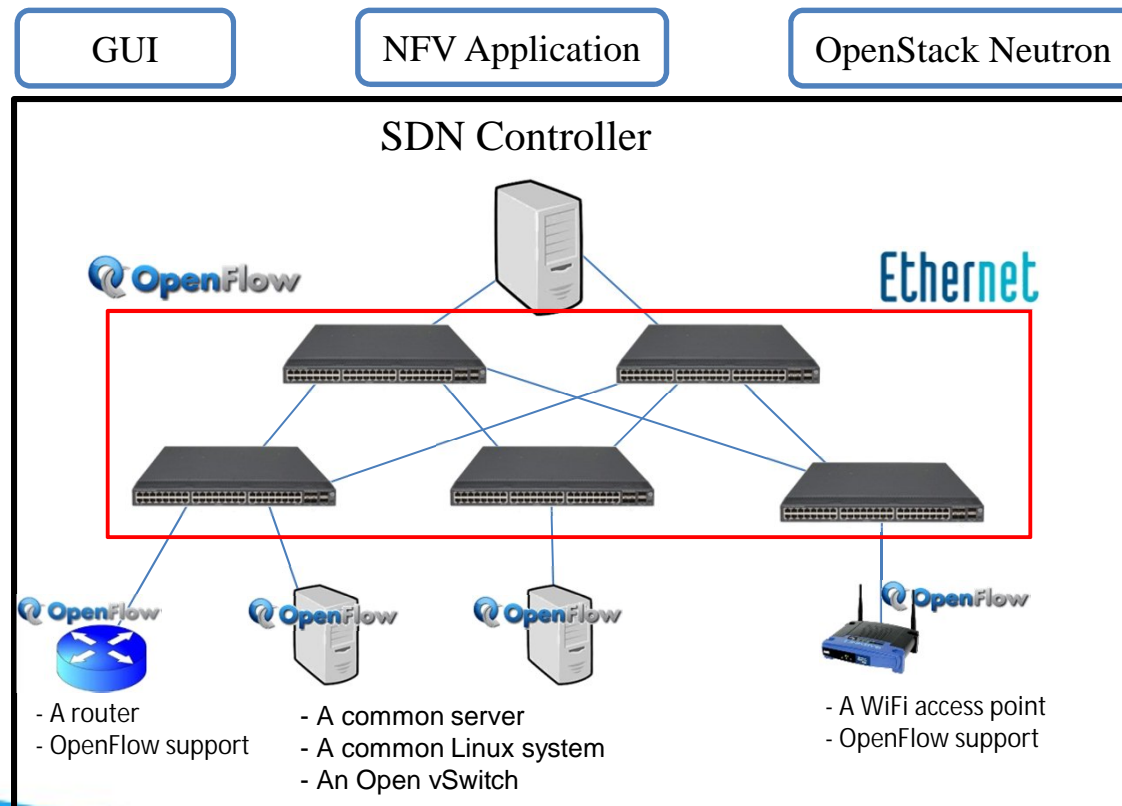 GUI
NFV Application
OpenStack Neutron
SDN Controller
OpenFlow
Ethernet
OpenFlow
OpenFlow
OpenFlow
OpenFlow
- A router
- OpenFlow support
- A common server
- A common Linux system
- An Open vSwitch
- A WiFi access point
- OpenFlow support